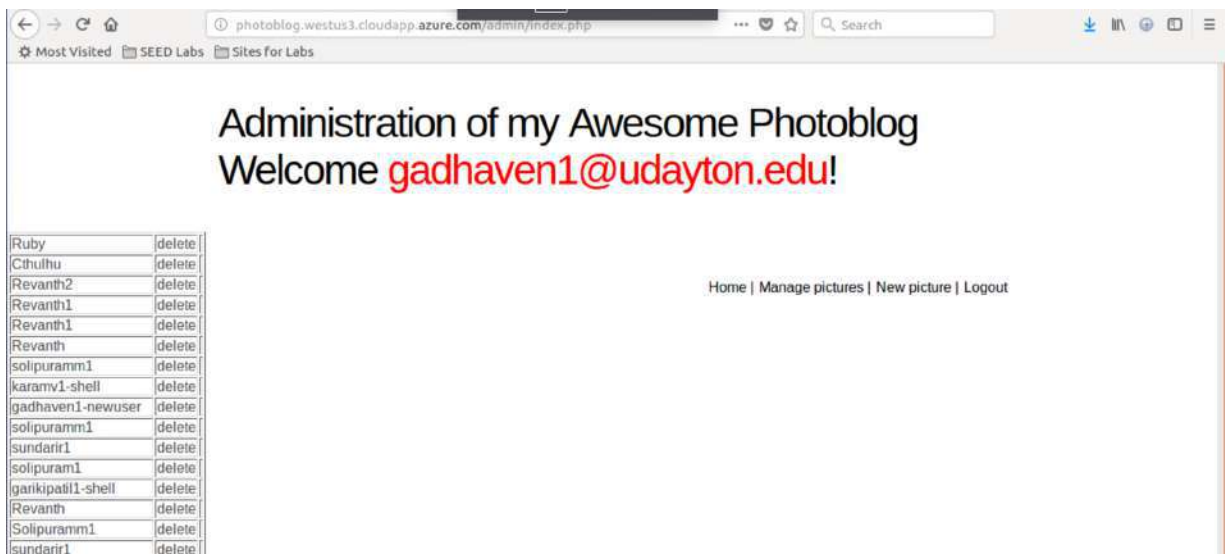 photoblog.westus3.cloudapp.azure.com/admin/index.php
Search
Most Visited SEED Labs Sites for Labs
Administration of my Awesome Photoblog
Welcome gadhaven1@udayton.edu!
Home | Manage pictures | New picture | Logout
Ruby delete
Cthulhu delete
Revanth2 delete
Revanth1 delete
Revanth1 delete
Revanth delete
solipuramm1 delete
karamv1-shell delete
gadhaven1-newuser delete
solipuramm1 delete
sundarir1 delete
solipuram1 delete
garikipatil1-shell delete
Revanth delete
Solipuramm1 delete
sundarir1 delete